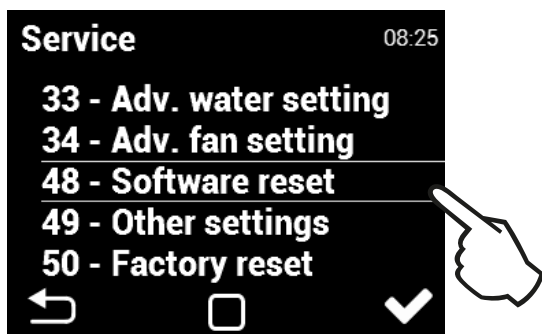 Service
08:25
33 - Adv. water setting
34 - Adv. fan setting
48 - Software reset
49 - Other settings
50 - Factory reset